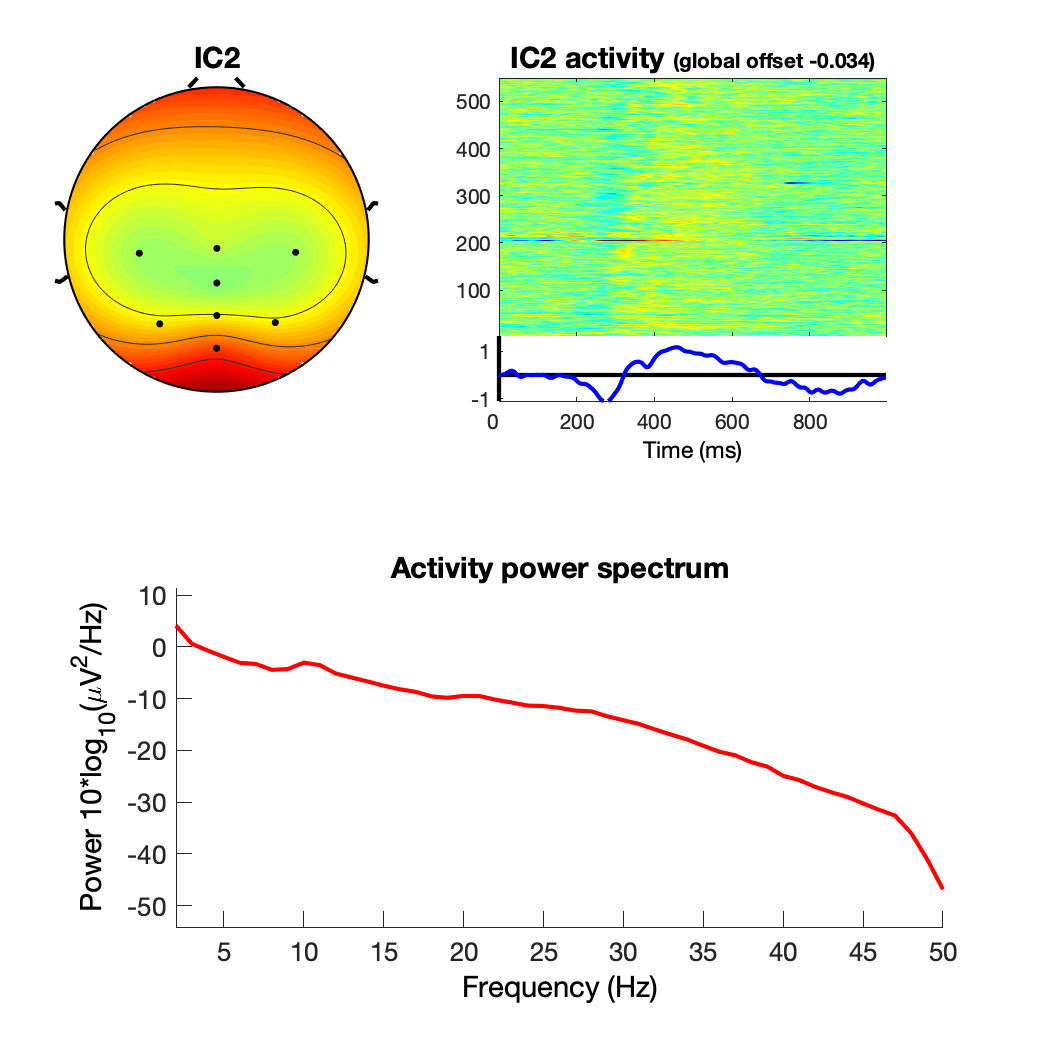 IC2
IC2 activity (global offset -0.034)
500
400
300
200
100
1
-1
0 200 400 600 800
Time (ms)
Activity power spectrum
10
0
-10
-20
-30
-40
-50
Power 10*log10(μV2/Hz)
5 10 15 20 25 30 35 40 45 50
Frequency (Hz)